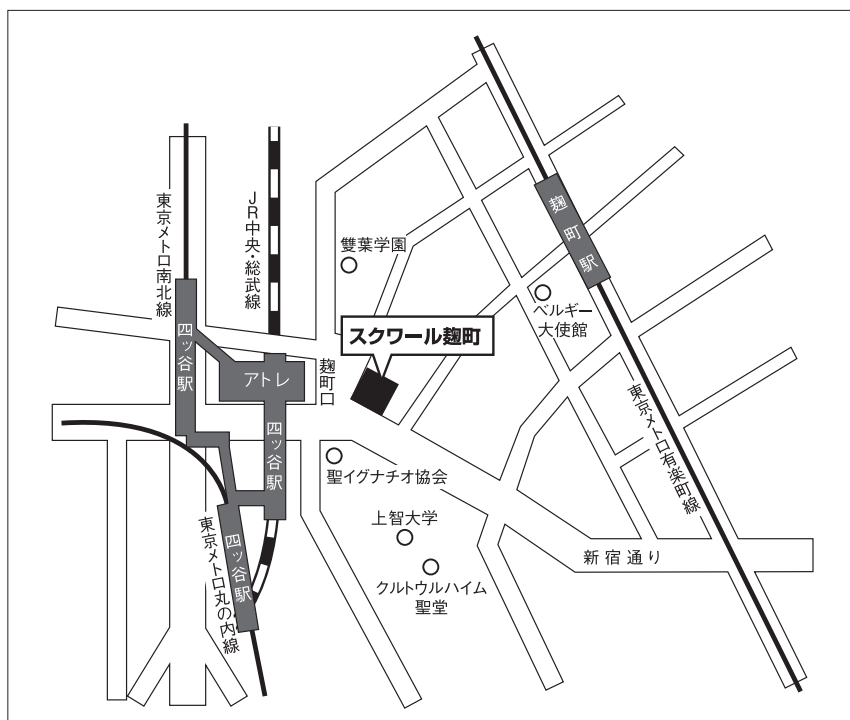 東京メトロ南北線
JR中央・総武線
雙葉学園
麹町駅
ベルギー
大使館
スクワール麹町
四ッ谷駅
アトレ
麹町口
四ッ谷駅
東京メトロ有楽町線
聖イグナチオ協会
上智大学
四ッ谷駅
東京メトロ丸の内線
新宿通り
クルトゥルハイム
聖堂